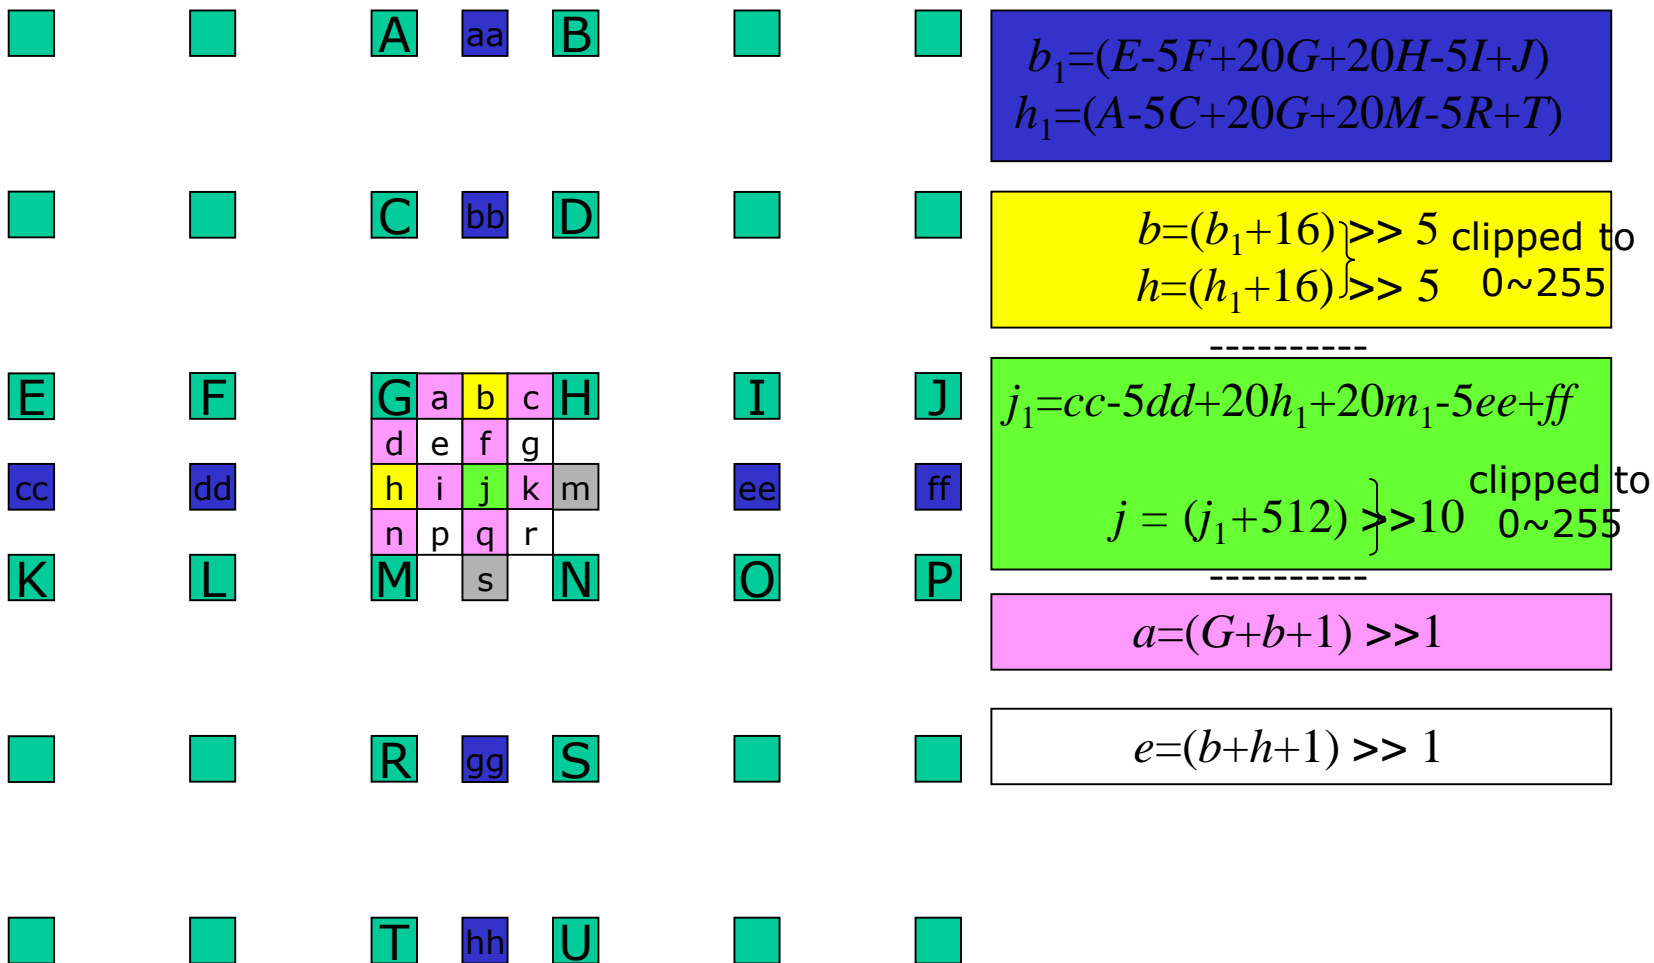 A aa B
b₁=(E-5F+20G+20H-5I+J)
h₁=(A-5C+20G+20M-5R+T)
C bb D
b=(b₁+16) >> 5 clipped to
h=(h₁+16) >> 5 0~255
----------
E F G a b c H I J
j₁=cc-5dd+20h₁+20m₁-5ee+ff
d e f g
cc dd h i j k m ee ff
clipped to
j = (j₁+512) >>10 0~255
n p q r
K L M s N O P
----------
a=(G+b+1) >>1
R gg S
e=(b+h+1) >> 1
T hh U